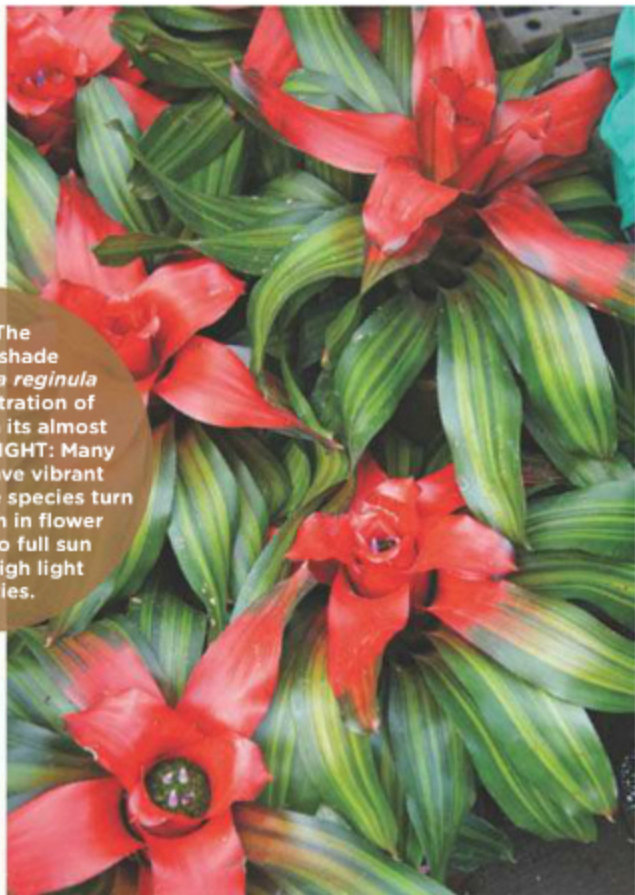 The
shade
reginula
tration of
its almost
IGHT: Many
ve vibrant
species turn
in flower
o full sun
igh light
ies.